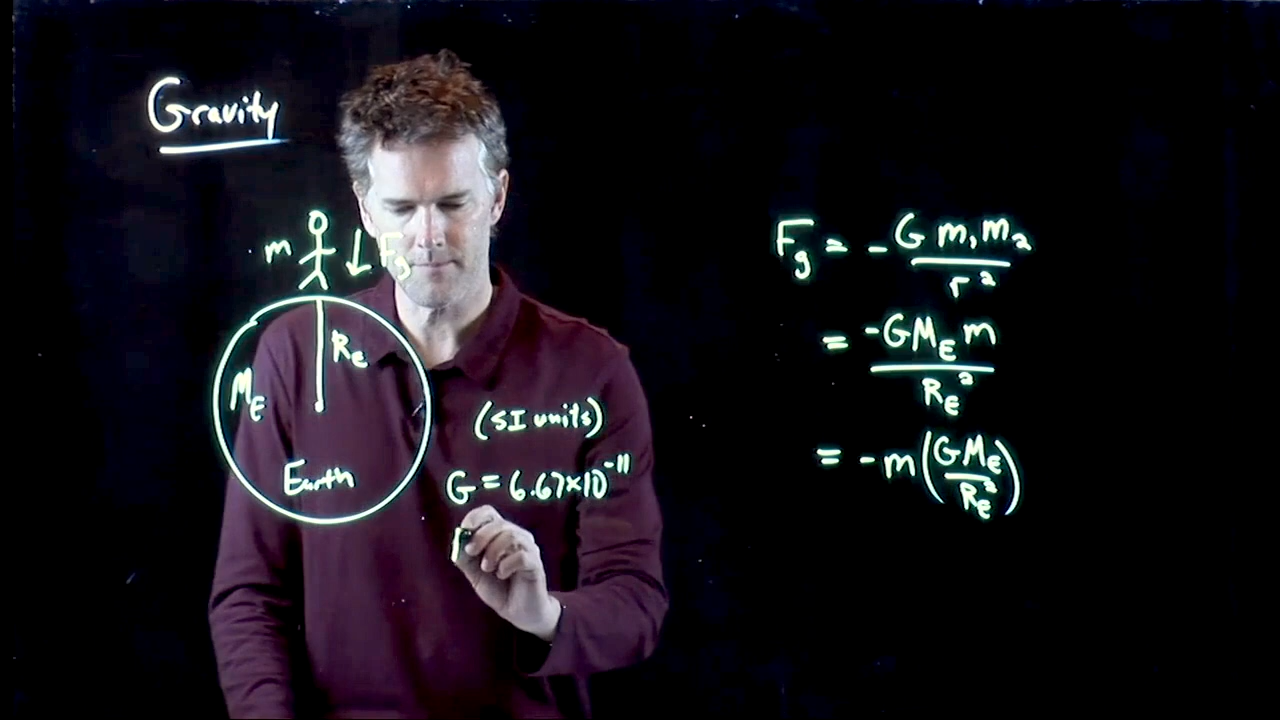 Gravity
m ↓ Fg
RE
ME
Earth
(SI units)
G = 6.67×10⁻¹¹
Fg = -G m₁m₂ / r²
= -GMEm / RE²
= -m(GME / RE²)